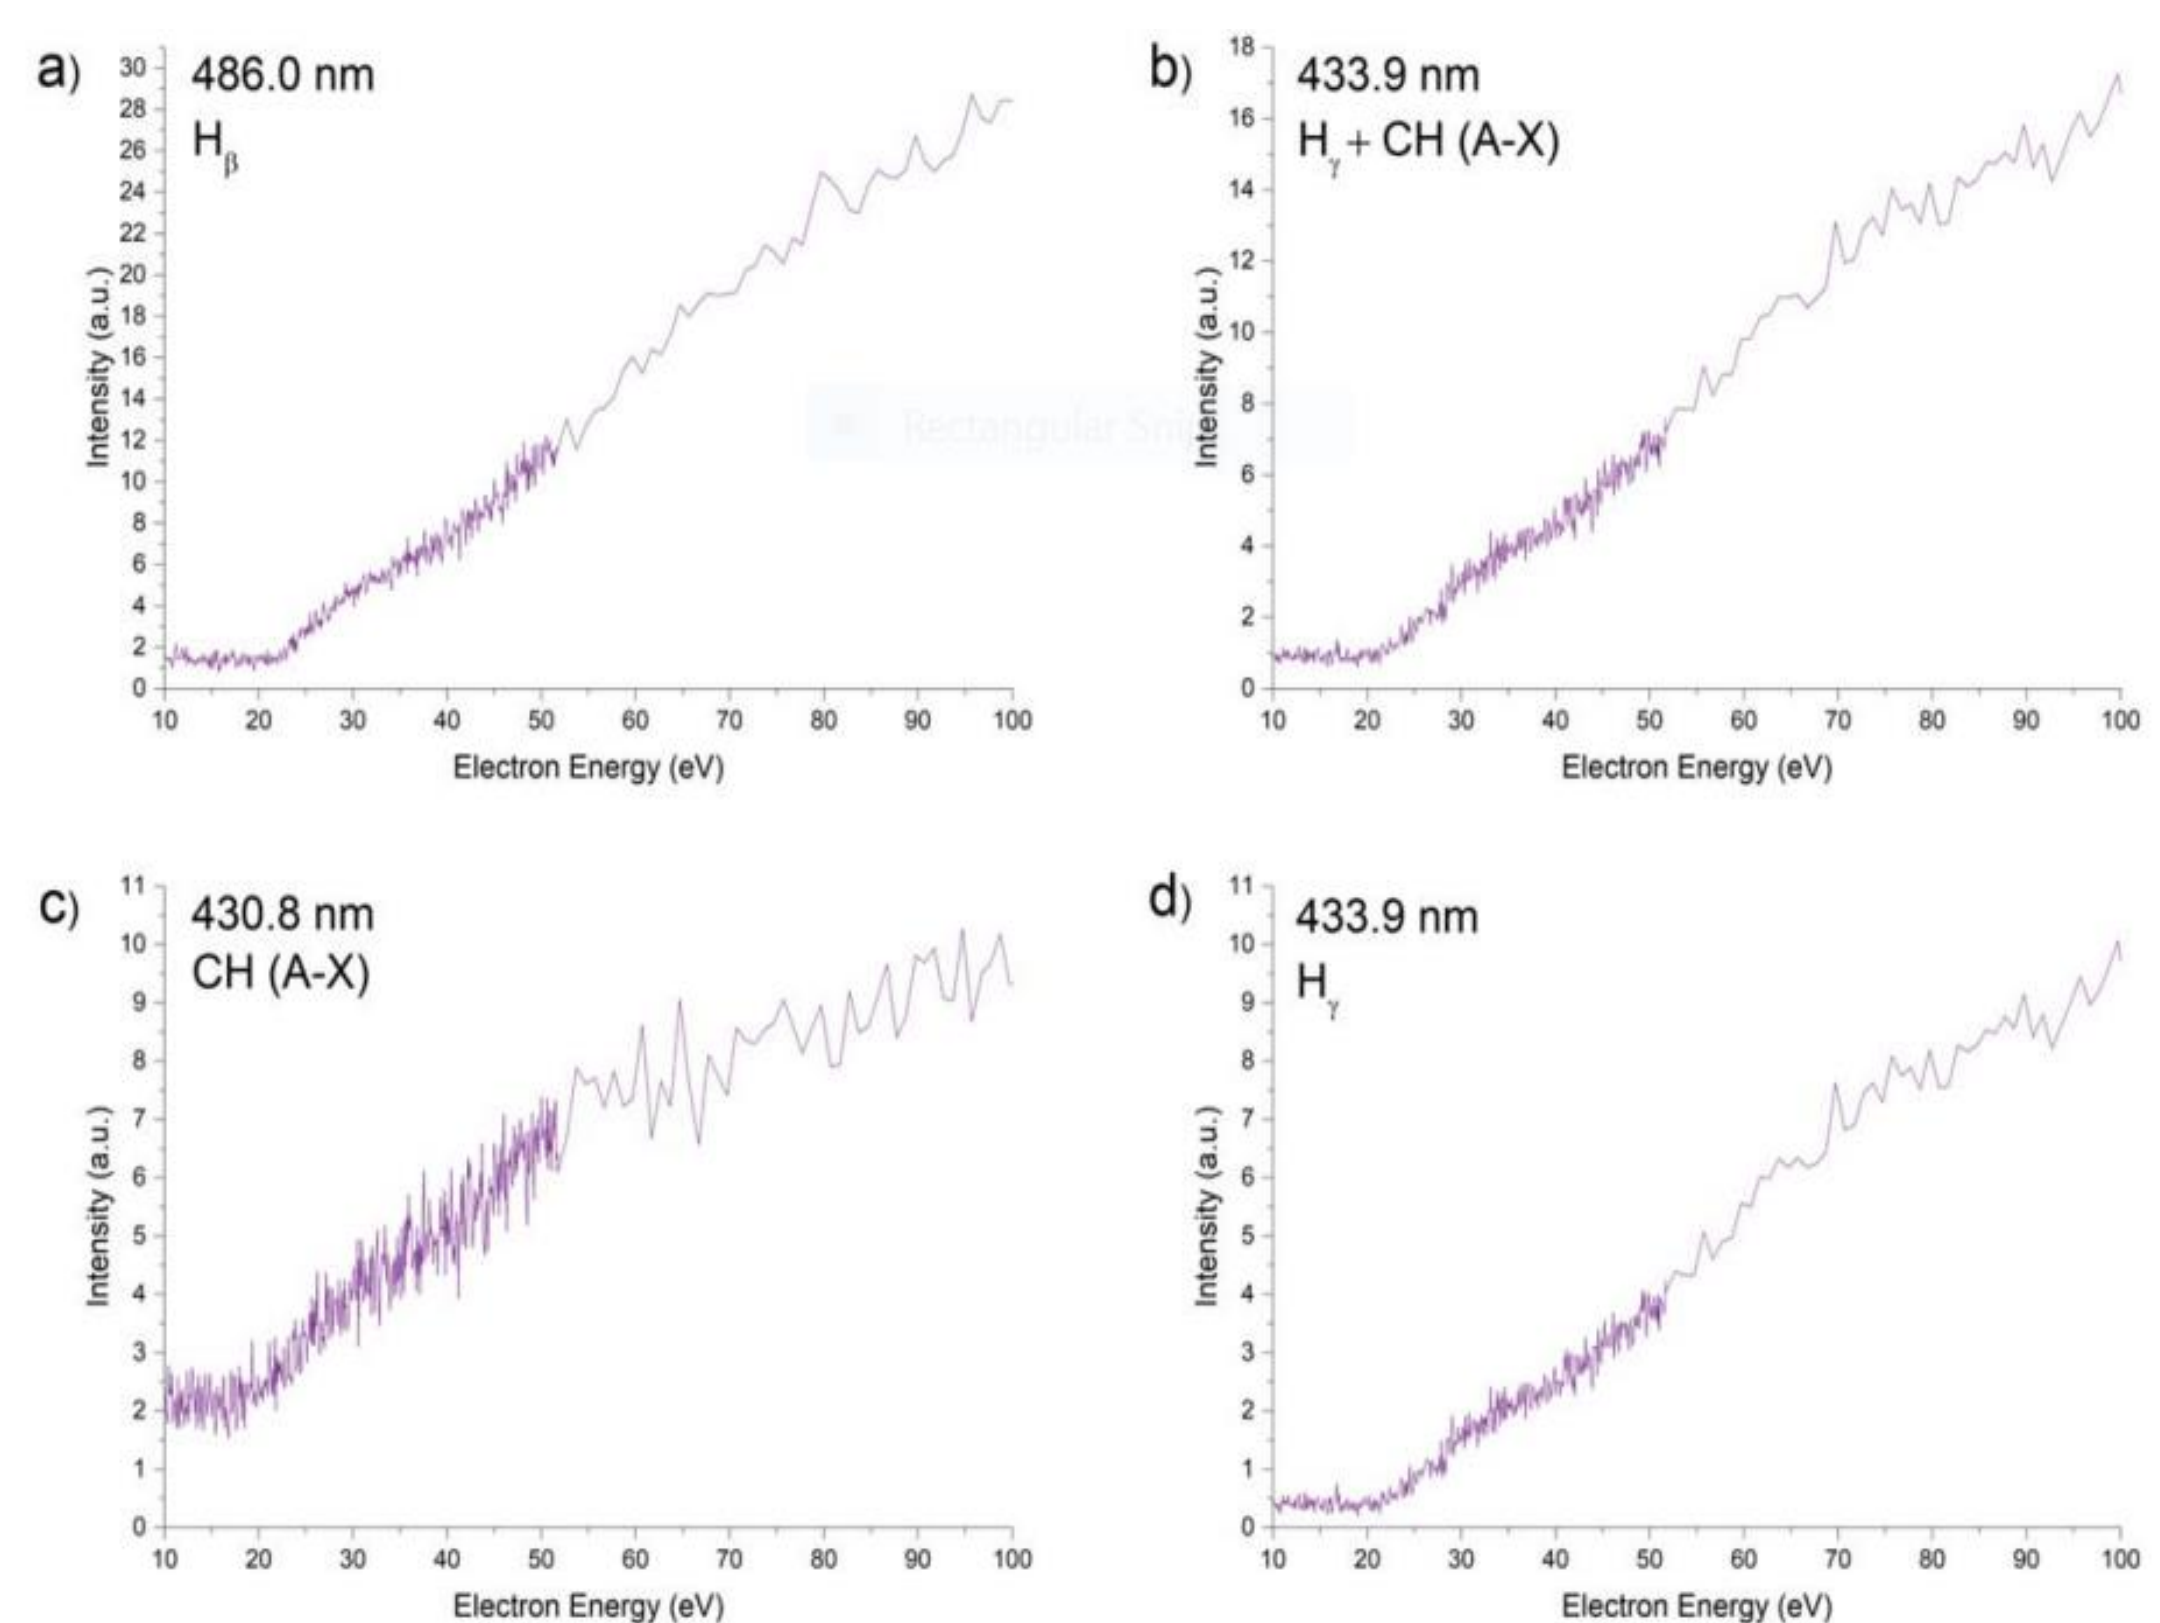 a)
486.0 nm
Hβ
30
28
26
24
22
20
18
16
14
12
10
8
6
4
2
0
Intensity (a.u.)
10 20 30 40 50 60 70 80 90 100
Electron Energy (eV)
b)
433.9 nm
Hγ + CH (A-X)
18
16
14
12
10
8
6
4
2
0
Intensity (a.u.)
10 20 30 40 50 60 70 80 90 100
Electron Energy (eV)
Rectangular Snip
c)
430.8 nm
CH (A-X)
11
10
9
8
7
6
5
4
3
2
1
0
Intensity (a.u.)
10 20 30 40 50 60 70 80 90 100
Electron Energy (eV)
d)
433.9 nm
Hγ
11
10
9
8
7
6
5
4
3
2
1
0
Intensity (a.u.)
10 20 30 40 50 60 70 80 90 100
Electron Energy (eV)